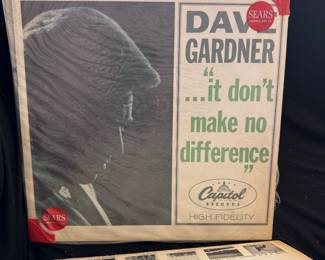 DAVE
GARDNER
SEARS
"...it don't
make no
difference"
Capitol
RECORDS
HIGH FIDELITY
SEARS